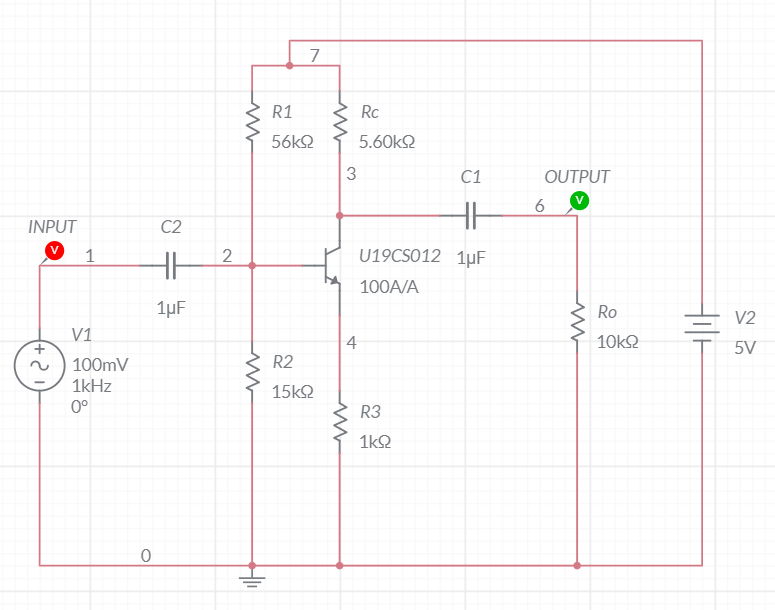 7
R1
56kΩ
Rc
5.60kΩ
3
C1
1μF
OUTPUT
V
6
INPUT
V
1
C2
1μF
2
U19CS012
100A/A
V1
100mV
1kHz
0°
R2
15kΩ
4
R3
1kΩ
Ro
10kΩ
V2
5V
0